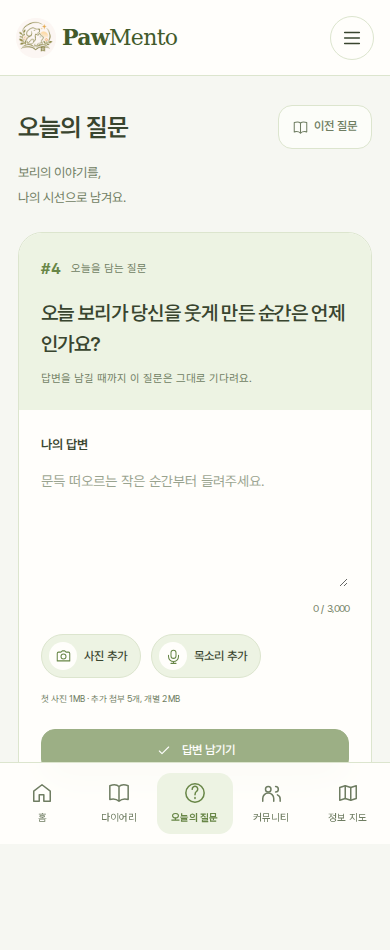 PawMento
오늘의 질문
이전 질문
보리의 이야기를,
나의 시선으로 남겨요.
#4 오늘을 담는 질문
오늘 보리가 당신을 웃게 만든 순간은 언제
인가요?
답변을 남길 때까지 이 질문은 그대로 기다려요.
나의 답변
문득 떠오르는 작은 순간부터 들려주세요.
0 / 3,000
사진 추가
목소리 추가
첫 사진 1MB · 추가 첨부 5개, 개별 2MB
답변 남기기
홈
다이어리
오늘의 질문
커뮤니티
정보 지도